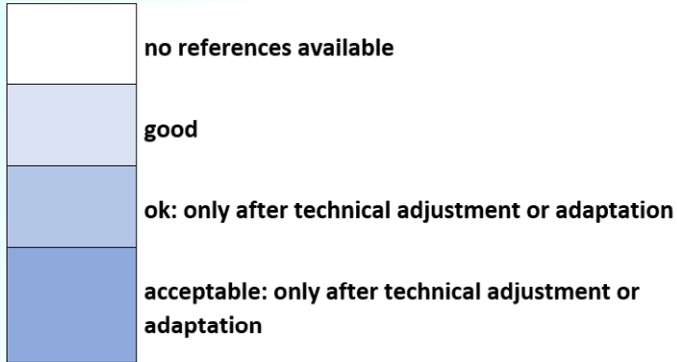 no references available
good
ok: only after technical adjustment or adaptation
acceptable: only after technical adjustment or
adaptation